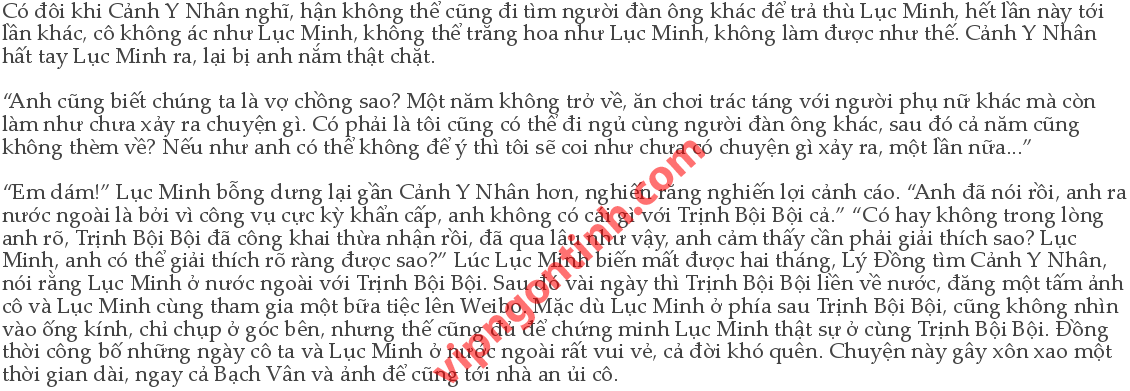 Có đôi khi Cảnh Y Nhân nghĩ, hận không thể cũng đi tìm người đàn ông khác để trả thù Lục Minh, hết lần này tới
lần khác, cô không ác như Lục Minh, không thể trăng hoa như Lục Minh, không làm được như thế. Cảnh Y Nhân
hất tay Lục Minh ra, lại bị anh nắm thật chặt.
“Anh cũng biết chúng ta là vợ chồng sao? Một năm không trở về, ăn chơi trác táng với người phụ nữ khác mà còn
làm như chưa xảy ra chuyện gì. Có phải là tôi cũng có thể đi ngủ cùng người đàn ông khác, sau đó cả năm cũng
không thèm về? Nếu như anh có thể không để ý thì tôi sẽ coi như chưa có chuyện gì xảy ra, một lần nữa...”
“Em dám!” Lục Minh bỗng dưng lại gần Cảnh Y Nhân hơn, nghiến răng nghiến lợi cảnh cáo. “Anh đã nói rồi, anh ra
nước ngoài là bởi vì công vụ cực kỳ khẩn cấp, anh không có cái gì với Trịnh Bội Bội cả.” “Có hay không trong lòng
anh rõ, Trịnh Bội Bội đã công khai thừa nhận rồi, đã qua lâu như vậy, anh cảm thấy cần phải giải thích sao? Lục
Minh, anh có thể giải thích rõ ràng được sao?” Lúc Lục Minh biến mất được hai tháng, Lý Đồng tìm Cảnh Y Nhân,
nói rằng Lục Minh ở nước ngoài với Trịnh Bội Bội. Sau đó vài ngày thì Trịnh Bội Bội liền về nước, đăng một tấm ảnh
cô và Lục Minh cùng tham gia một bữa tiệc lên Weibo. Mặc dù Lục Minh ở phía sau Trịnh Bội Bội, cũng không nhìn
vào ống kính, chỉ chụp ở góc bên, nhưng thế cũng đủ để chứng minh Lục Minh thật sự ở cùng Trịnh Bội Bội. Đồng
thời công bố những ngày cô ta và Lục Minh ở nước ngoài rất vui vẻ, cả đời khó quên. Chuyện này gây xôn xao một
thời gian dài, ngay cả Bạch Vân và ảnh để cũng tới nhà an ủi cô.
vipngontinh.com